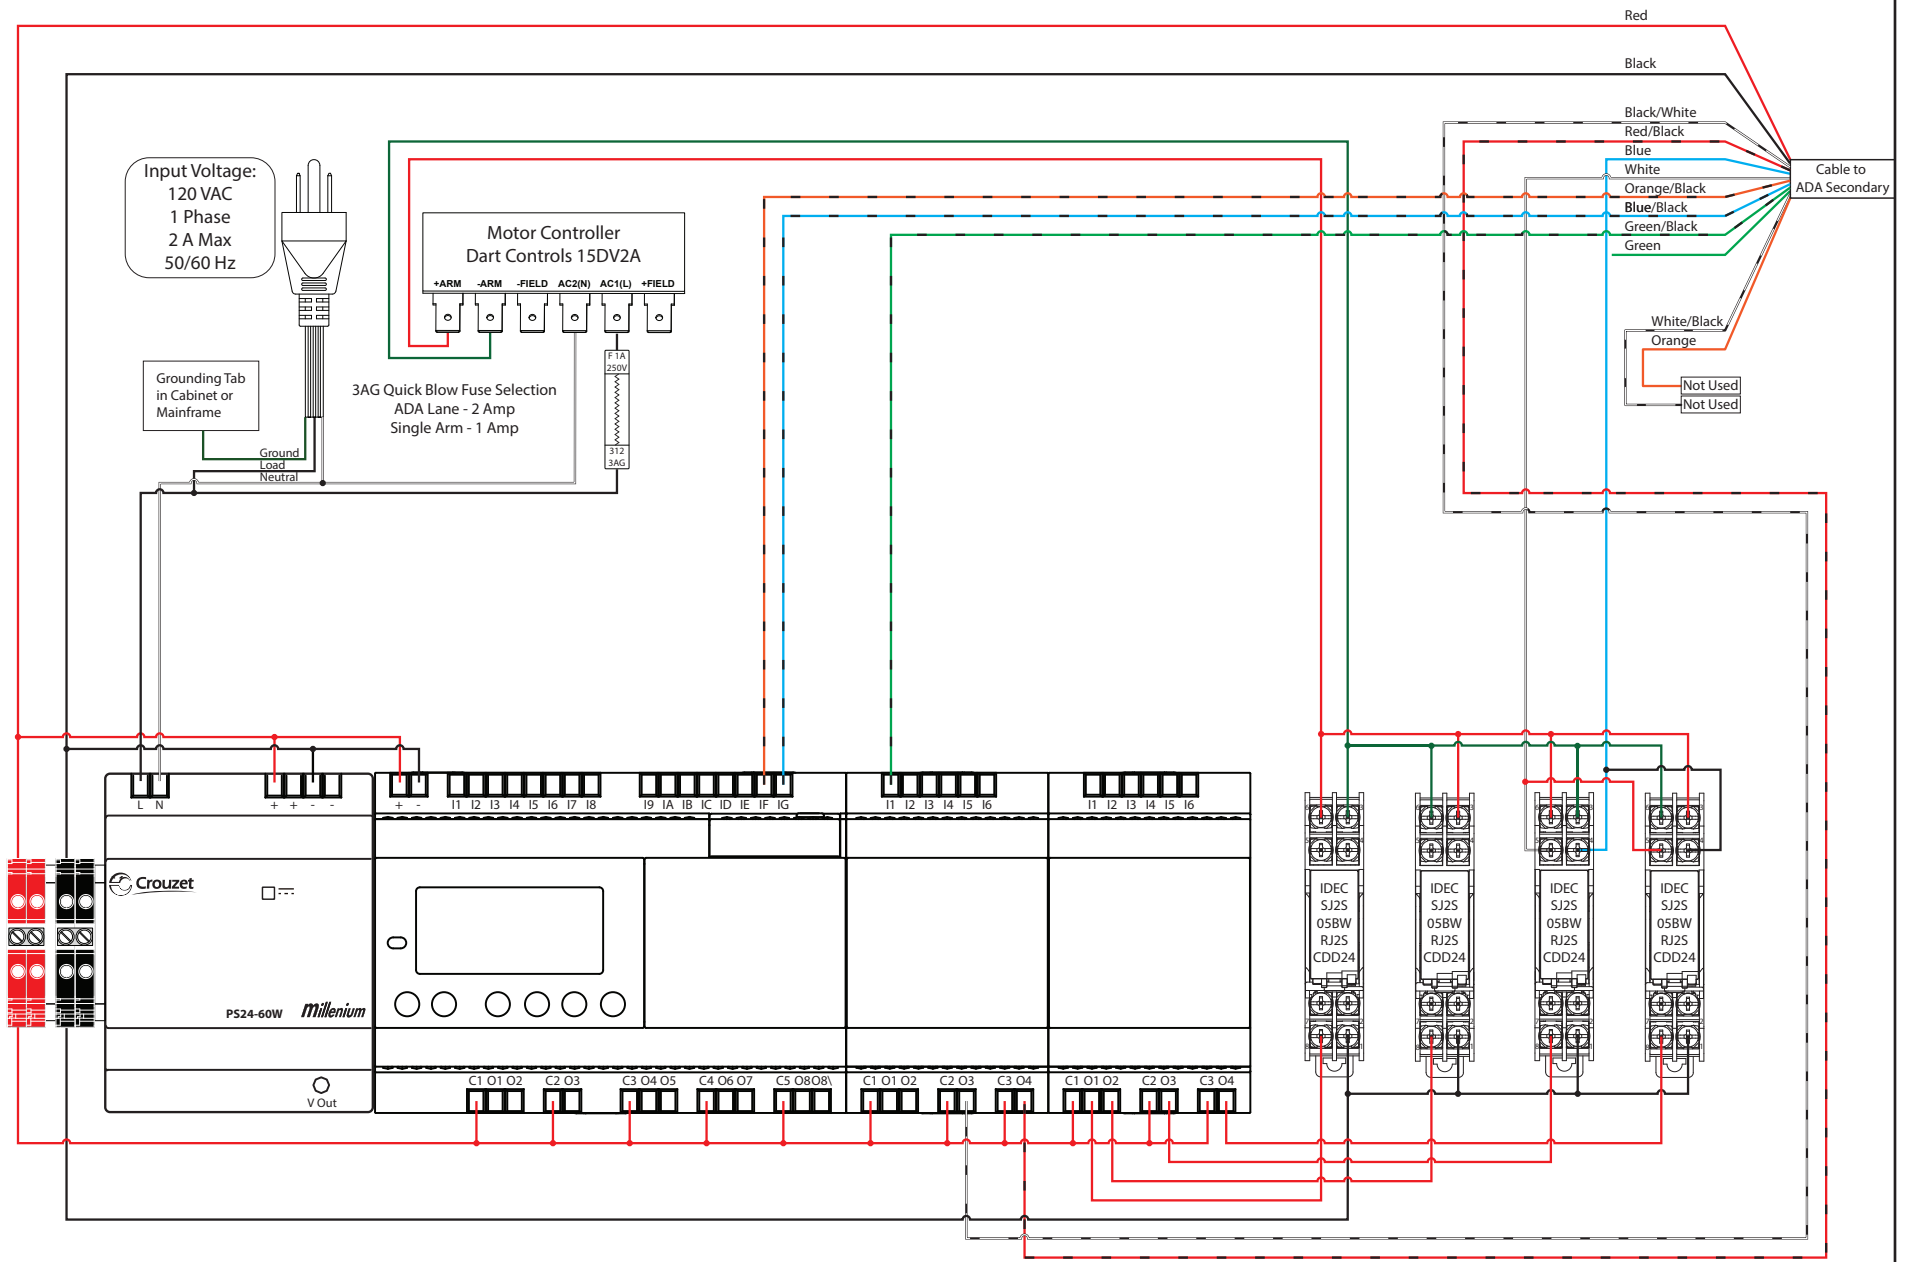 Red
Black
Black/White
Red/Black
Blue
White
Orange/Black
Blue/Black
Green/Black
Green
Cable to
ADA Secondary
White/Black
Orange
Not Used
Not Used
Input Voltage:
120 VAC
1 Phase
2 A Max
50/60 Hz
Motor Controller
Dart Controls 15DV2A
+ARM -ARM -FIELD AC2(N) AC1(L) +FIELD
F 1A
250V
312
3AG
3AG Quick Blow Fuse Selection
ADA Lane - 2 Amp
Single Arm - 1 Amp
Grounding Tab
in Cabinet or
Mainframe
Ground
Load
Neutral
L N + + - - + - I1 I2 I3 I4 I5 I6 I7 I8 I9 IA IB IC ID IE IF IG I1 I2 I3 I4 I5 I6 I1 I2 I3 I4 I5 I6
Crouzet
PS24-60W Millenium
V Out
C1 O1 O2 C2 O3 C3 O4 O5 C4 O6 O7 C5 O8O8\ C1 O1 O2 C2 O3 C3 O4 C1 O1 O2 C2 O3 C3 O4
IDEC
SJ2S
05BW
RJ2S
CDD24
IDEC
SJ2S
05BW
RJ2S
CDD24
IDEC
SJ2S
05BW
RJ2S
CDD24
IDEC
SJ2S
05BW
RJ2S
CDD24